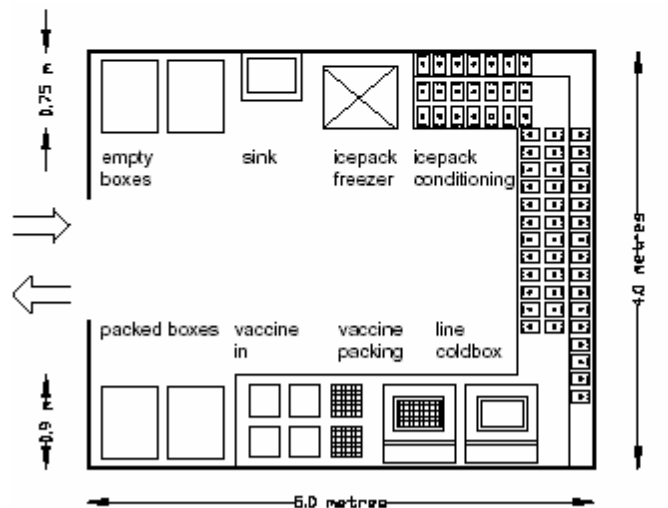 0.75 m
empty
boxes
sink
icepack
freezer
icepack
conditioning
4.0 metres
packed boxes
vaccine
in
vaccine
packing
line
coldbox
0.9 m
5.0 metres